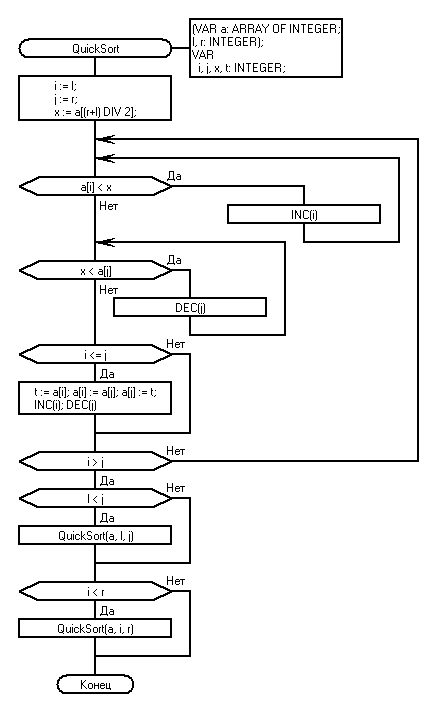 QuickSort
(VAR a: ARRAY OF INTEGER;
l, r: INTEGER);
VAR
i, j, x, t: INTEGER;
i := l;
j := r;
x := a[(r+l) DIV 2];
a[i] < x
Да
Нет
INC(i)
x < a[j]
Да
Нет
DEC(j)
i <= j
Нет
Да
t := a[i]; a[i] := a[j]; a[j] := t;
INC(i); DEC(j)
i > j
Нет
Да
l < j
Нет
Да
QuickSort(a, l, j)
i < r
Нет
Да
QuickSort(a, i, r)
Конец